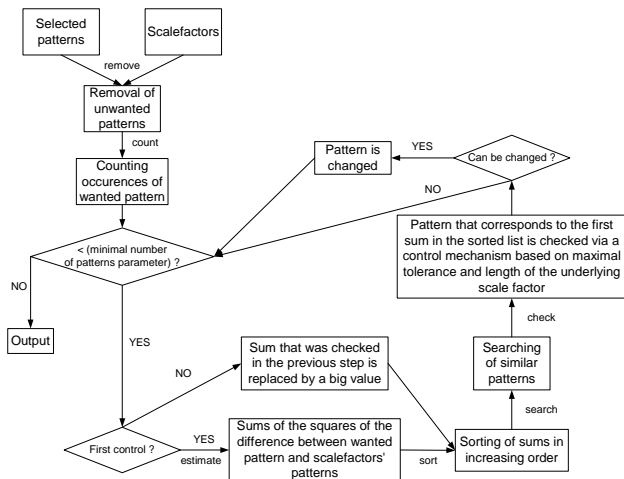 Selected
patterns
Scalefactors
remove
Removal of
unwanted
patterns
count
Counting
occurences of
wanted pattern
Pattern is
changed
YES
Can be changed ?
NO
< (minimal number
of patterns parameter) ?
Pattern that corresponds to the first
sum in the sorted list is checked via a
control mechanism based on maximal
tolerance and length of the underlying
scale factor
NO
Output
YES
check
Searching
of similar
patterns
Sum that was checked
in the previous step is
replaced by a big value
NO
search
First control ?
YES
estimate
Sums of the squares of the
difference between wanted
pattern and scalefactors'
patterns
sort
Sorting of sums in
increasing order